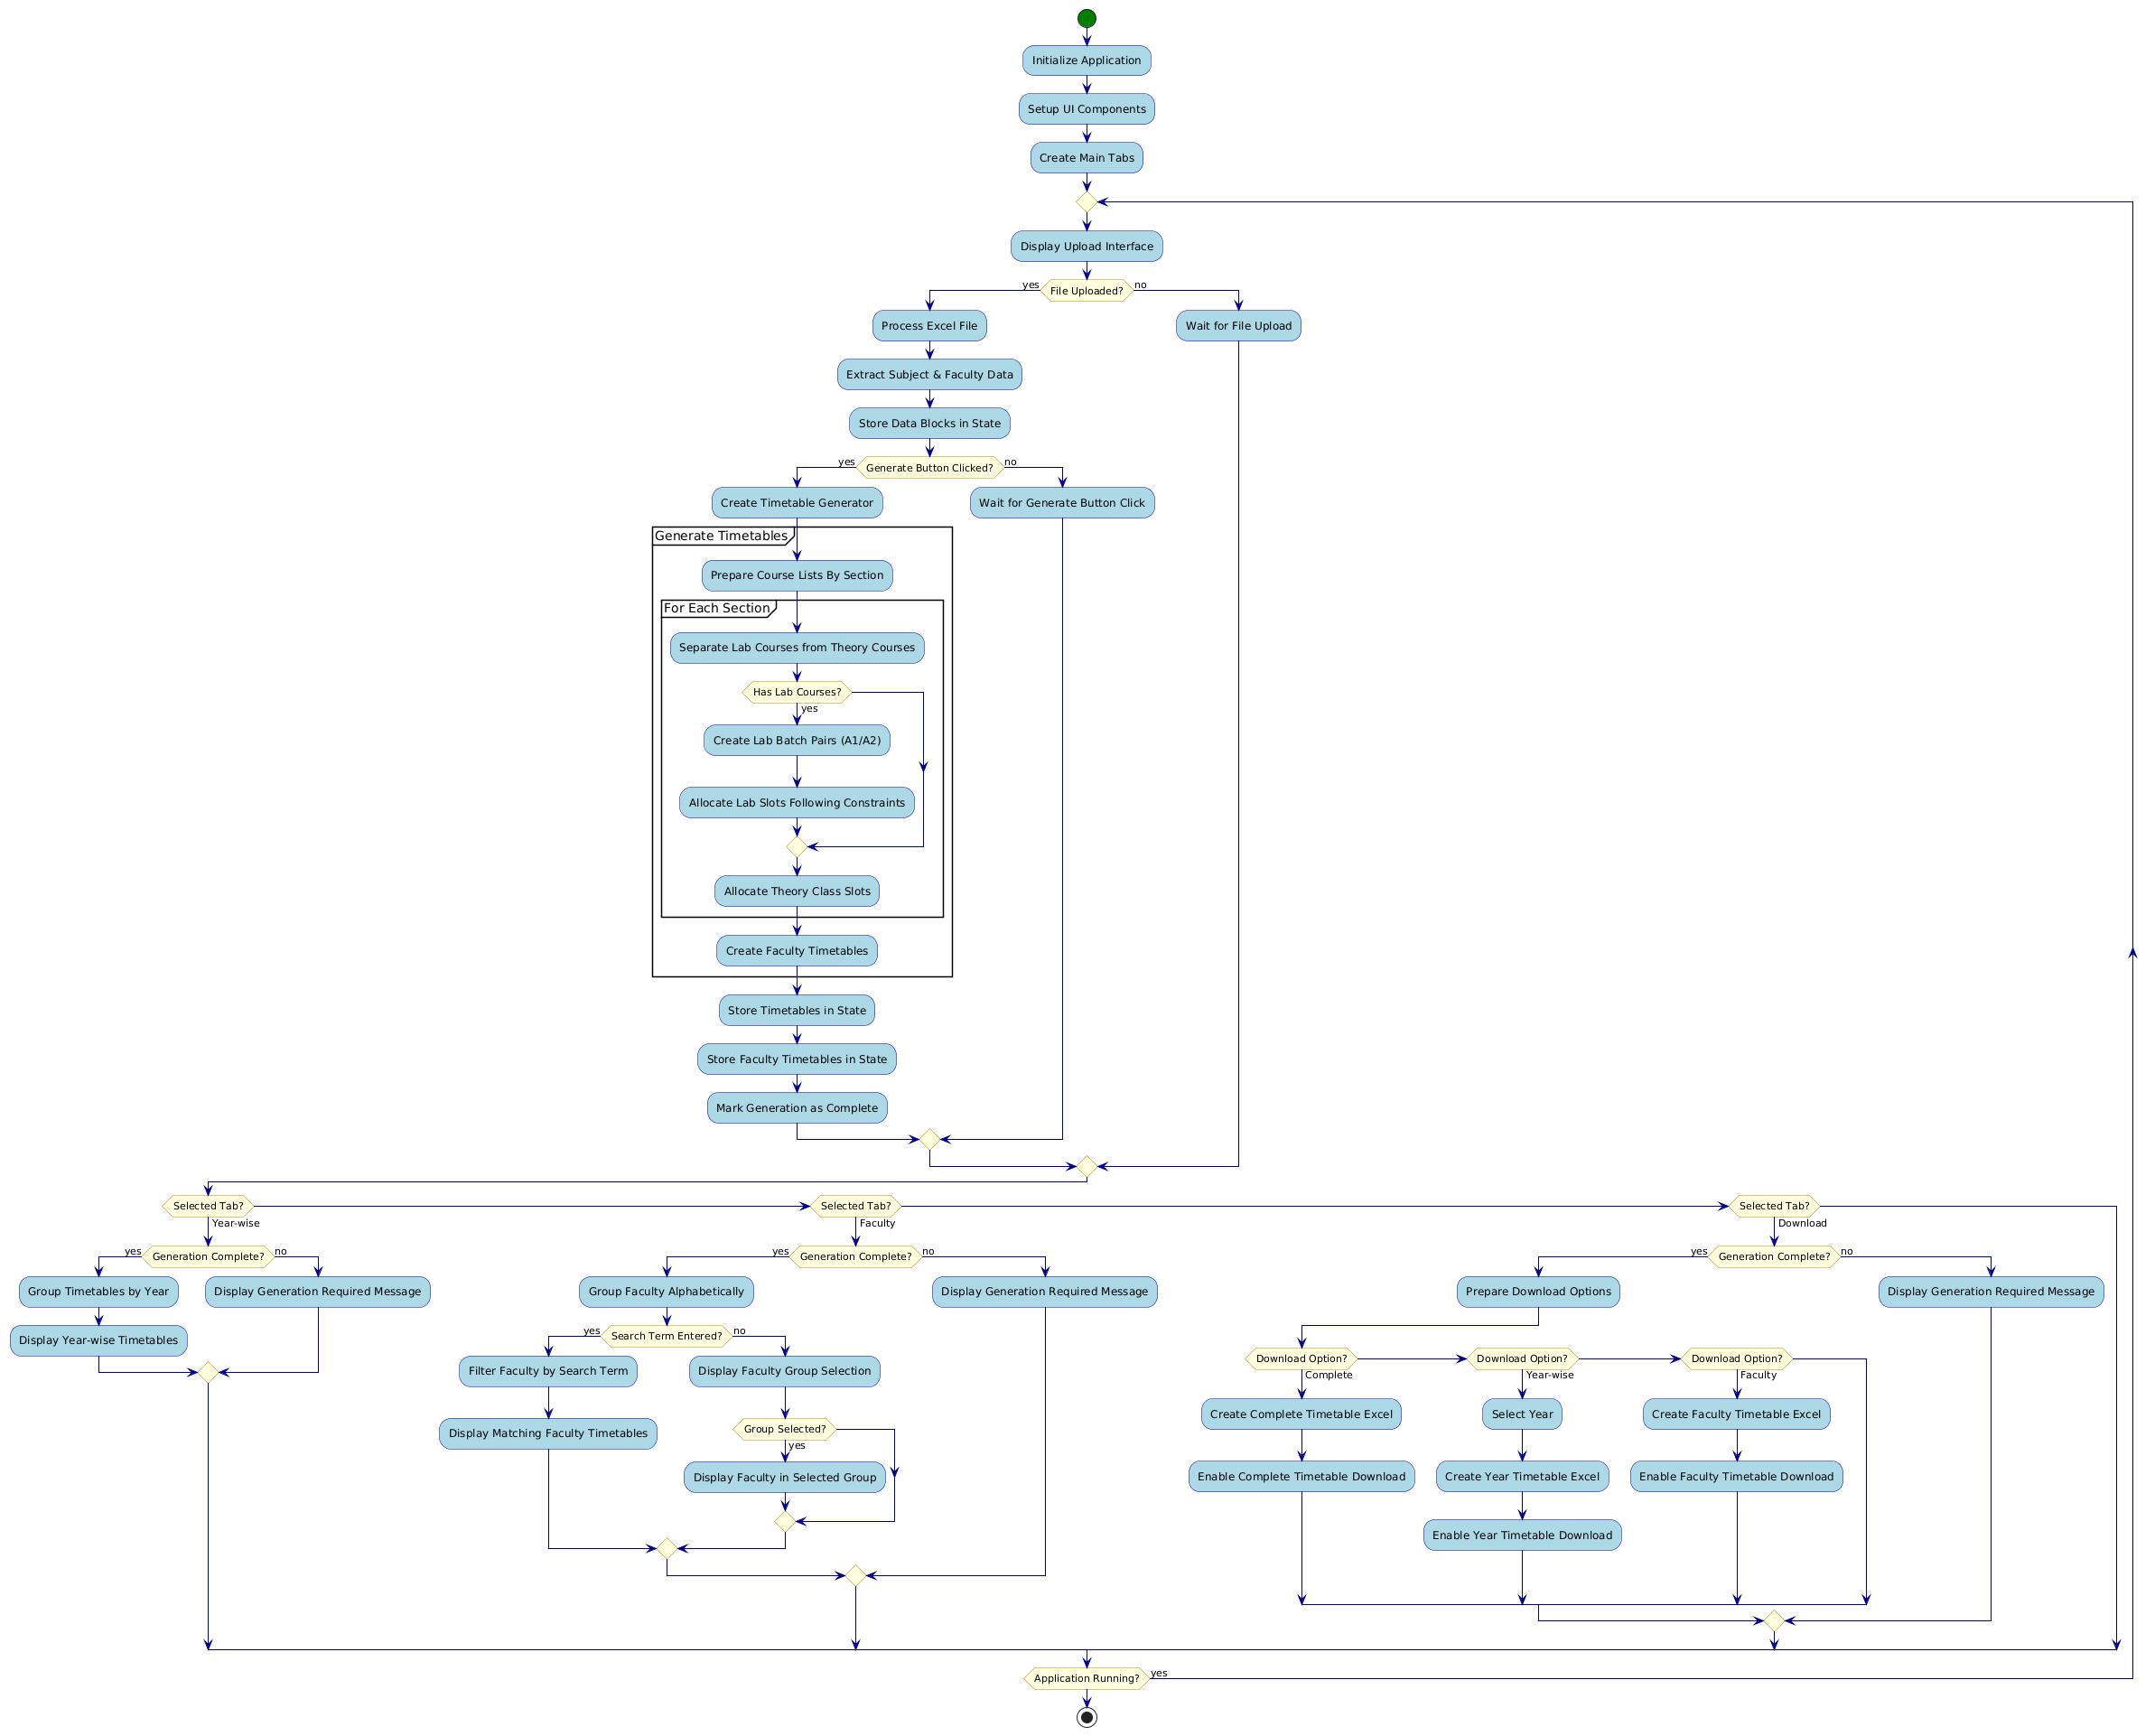 Initialize Application
Setup UI Components
Create Main Tabs
Display Upload Interface
yes
File Uploaded?
no
Process Excel File
Wait for File Upload
Extract Subject & Faculty Data
Store Data Blocks in State
yes
Generate Button Clicked?
no
Create Timetable Generator
Wait for Generate Button Click
Generate Timetables
Prepare Course Lists By Section
For Each Section
Separate Lab Courses from Theory Courses
Has Lab Courses?
yes
Create Lab Batch Pairs (A1/A2)
Allocate Lab Slots Following Constraints
Allocate Theory Class Slots
Create Faculty Timetables
Store Timetables in State
Store Faculty Timetables in State
Mark Generation as Complete
Selected Tab?
Year-wise
yes
Generation Complete?
no
Group Timetables by Year
Display Generation Required Message
Display Year-wise Timetables
Selected Tab?
Faculty
yes
Generation Complete?
no
Group Faculty Alphabetically
Display Generation Required Message
yes
Search Term Entered?
no
Filter Faculty by Search Term
Display Faculty Group Selection
Display Matching Faculty Timetables
Group Selected?
yes
Display Faculty in Selected Group
Selected Tab?
Download
yes
Generation Complete?
no
Prepare Download Options
Display Generation Required Message
Download Option?
Complete
Create Complete Timetable Excel
Enable Complete Timetable Download
Download Option?
Year-wise
Select Year
Create Year Timetable Excel
Enable Year Timetable Download
Download Option?
Faculty
Create Faculty Timetable Excel
Enable Faculty Timetable Download
Application Running?
yes